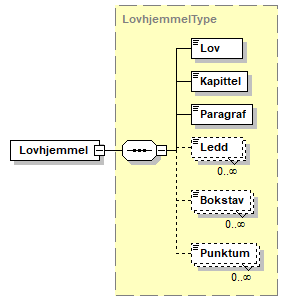 LovhjemmelType
Lov
Kapittel
Paragraf
Lovhjemmel
Ledd
0..∞
Bokstav
0..∞
Punktum
0..∞